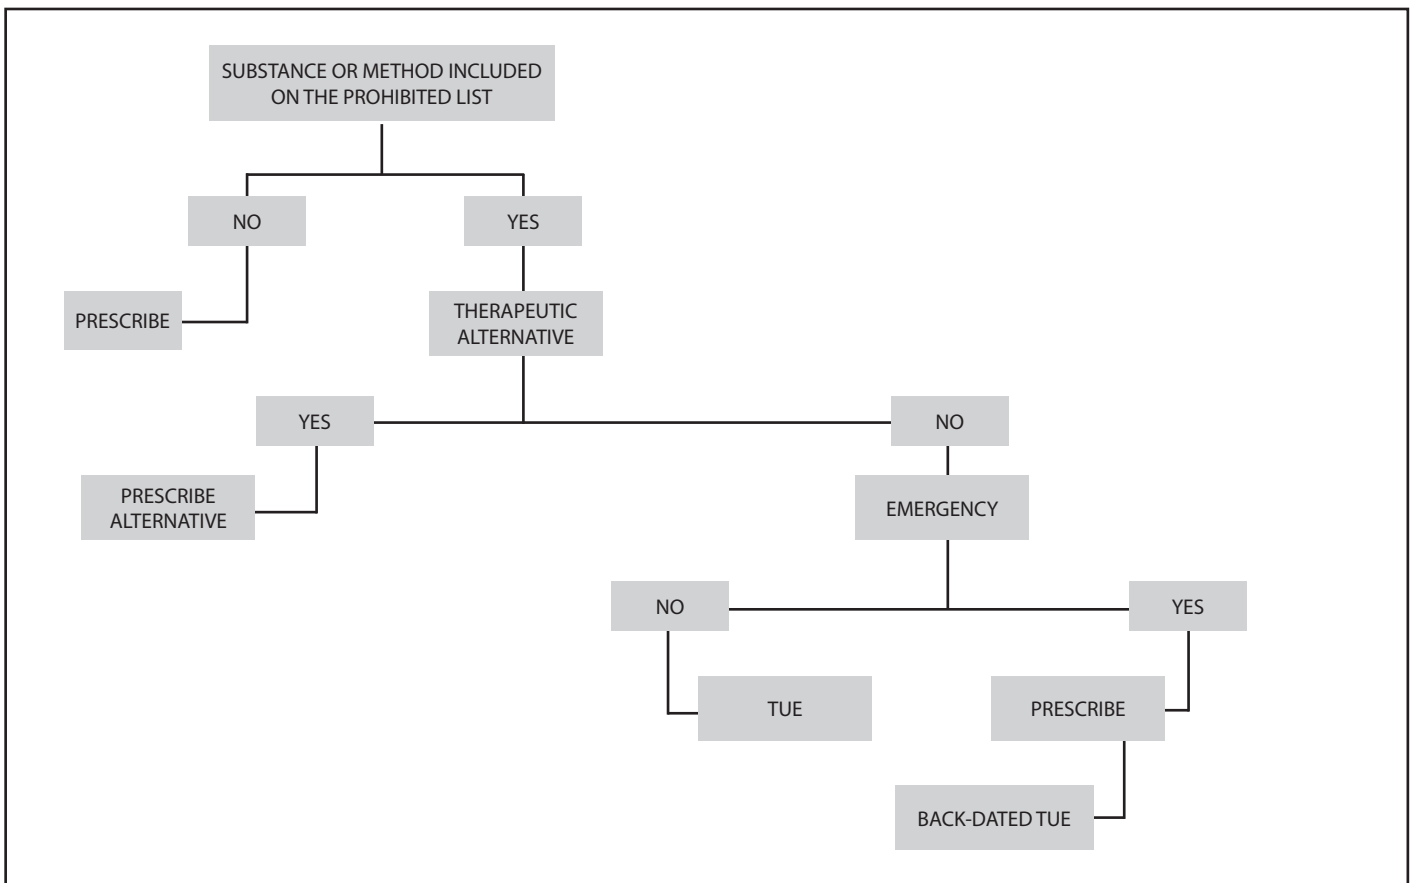 SUBSTANCE OR METHOD INCLUDED
ON THE PROHIBITED LIST
NO
YES
PRESCRIBE
THERAPEUTIC
ALTERNATIVE
YES
NO
PRESCRIBE
ALTERNATIVE
EMERGENCY
NO
YES
TUE
PRESCRIBE
BACK-DATED TUE